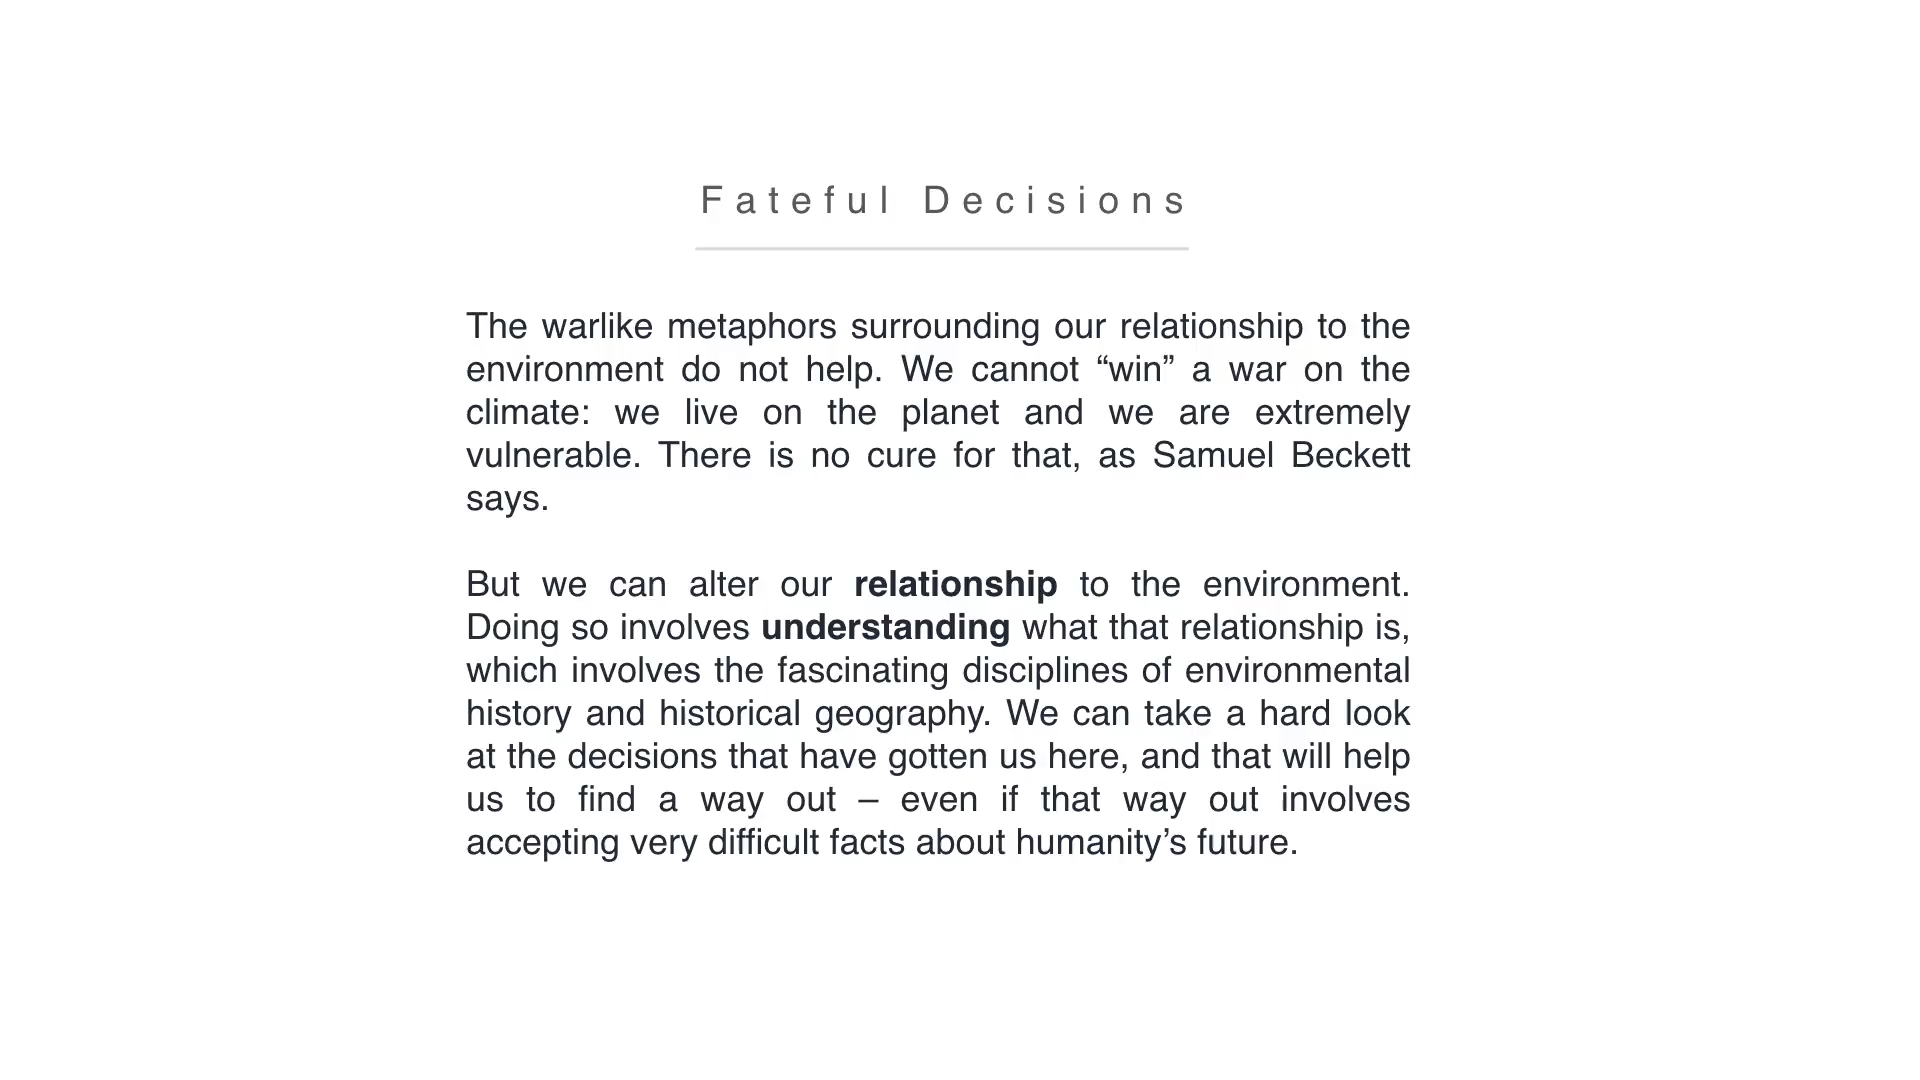 Fateful Decisions
The warlike metaphors surrounding our relationship to the
environment do not help. We cannot “win” a war on the
climate: we live on the planet and we are extremely
vulnerable. There is no cure for that, as Samuel Beckett
says.
But we can alter our relationship to the environment.
Doing so involves understanding what that relationship is,
which involves the fascinating disciplines of environmental
history and historical geography. We can take a hard look
at the decisions that have gotten us here, and that will help
us to find a way out – even if that way out involves
accepting very difficult facts about humanity’s future.